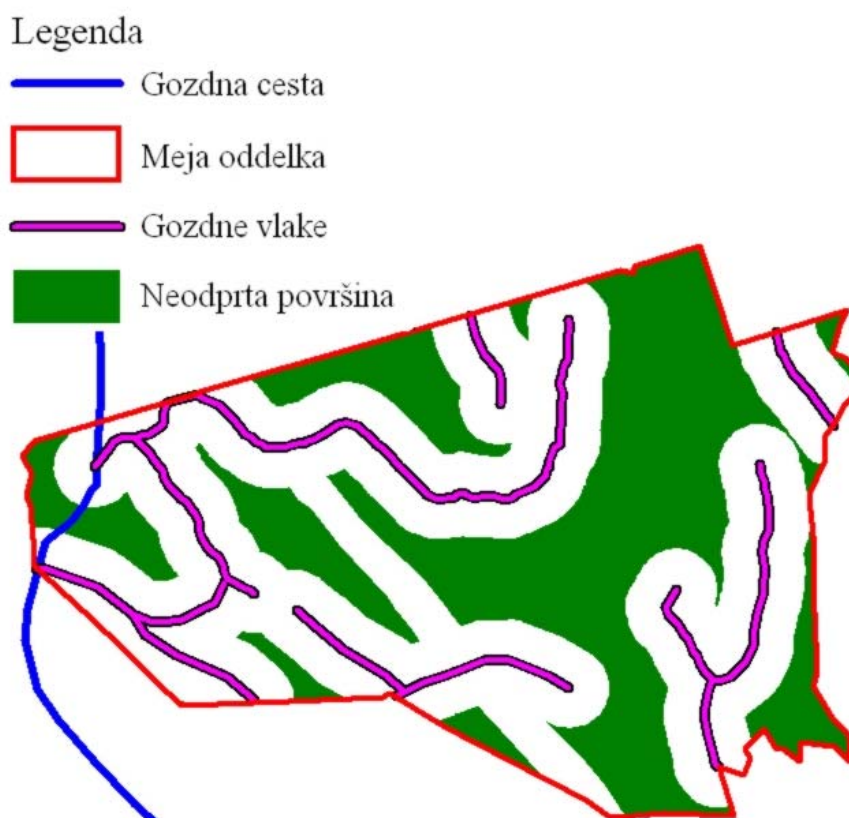 Legenda
Gozdna cesta
Meja oddelka
Gozdne vlake
Neodprta površina